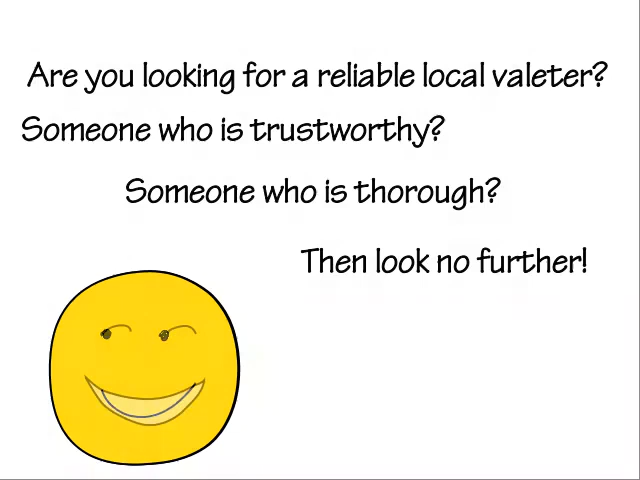 Are you looking for a reliable local valeter?
Someone who is trustworthy?
Someone who is thorough?
Then look no further!